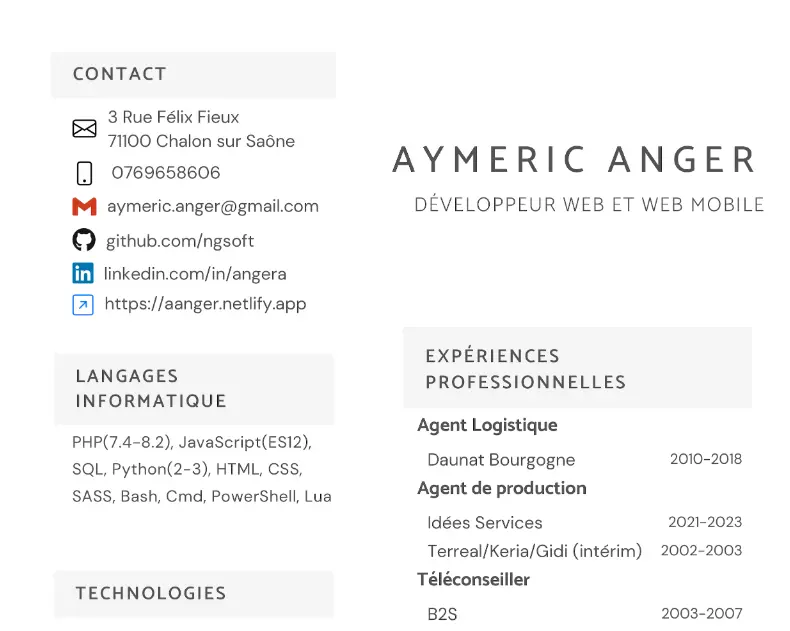 CONTACT
3 Rue Félix Fieux
71100 Chalon sur Saône
0769658606
aymeric.anger@gmail.com
github.com/ngsoft
linkedin.com/in/angera
https://aanger.netlify.app
LANGAGES
INFORMATIQUE
PHP(7.4-8.2), JavaScript(ES12),
SQL, Python(2-3), HTML, CSS,
SASS, Bash, Cmd, PowerShell, Lua
TECHNOLOGIES
AYMERIC ANGER
DÉVELOPPEUR WEB ET WEB MOBILE
EXPÉRIENCES
PROFESSIONNELLES
Agent Logistique
Daunat Bourgogne 2010-2018
Agent de production
Idées Services 2021-2023
Terreal/Keria/Gidi (intérim) 2002-2003
Téléconseiller
B2S 2003-2007